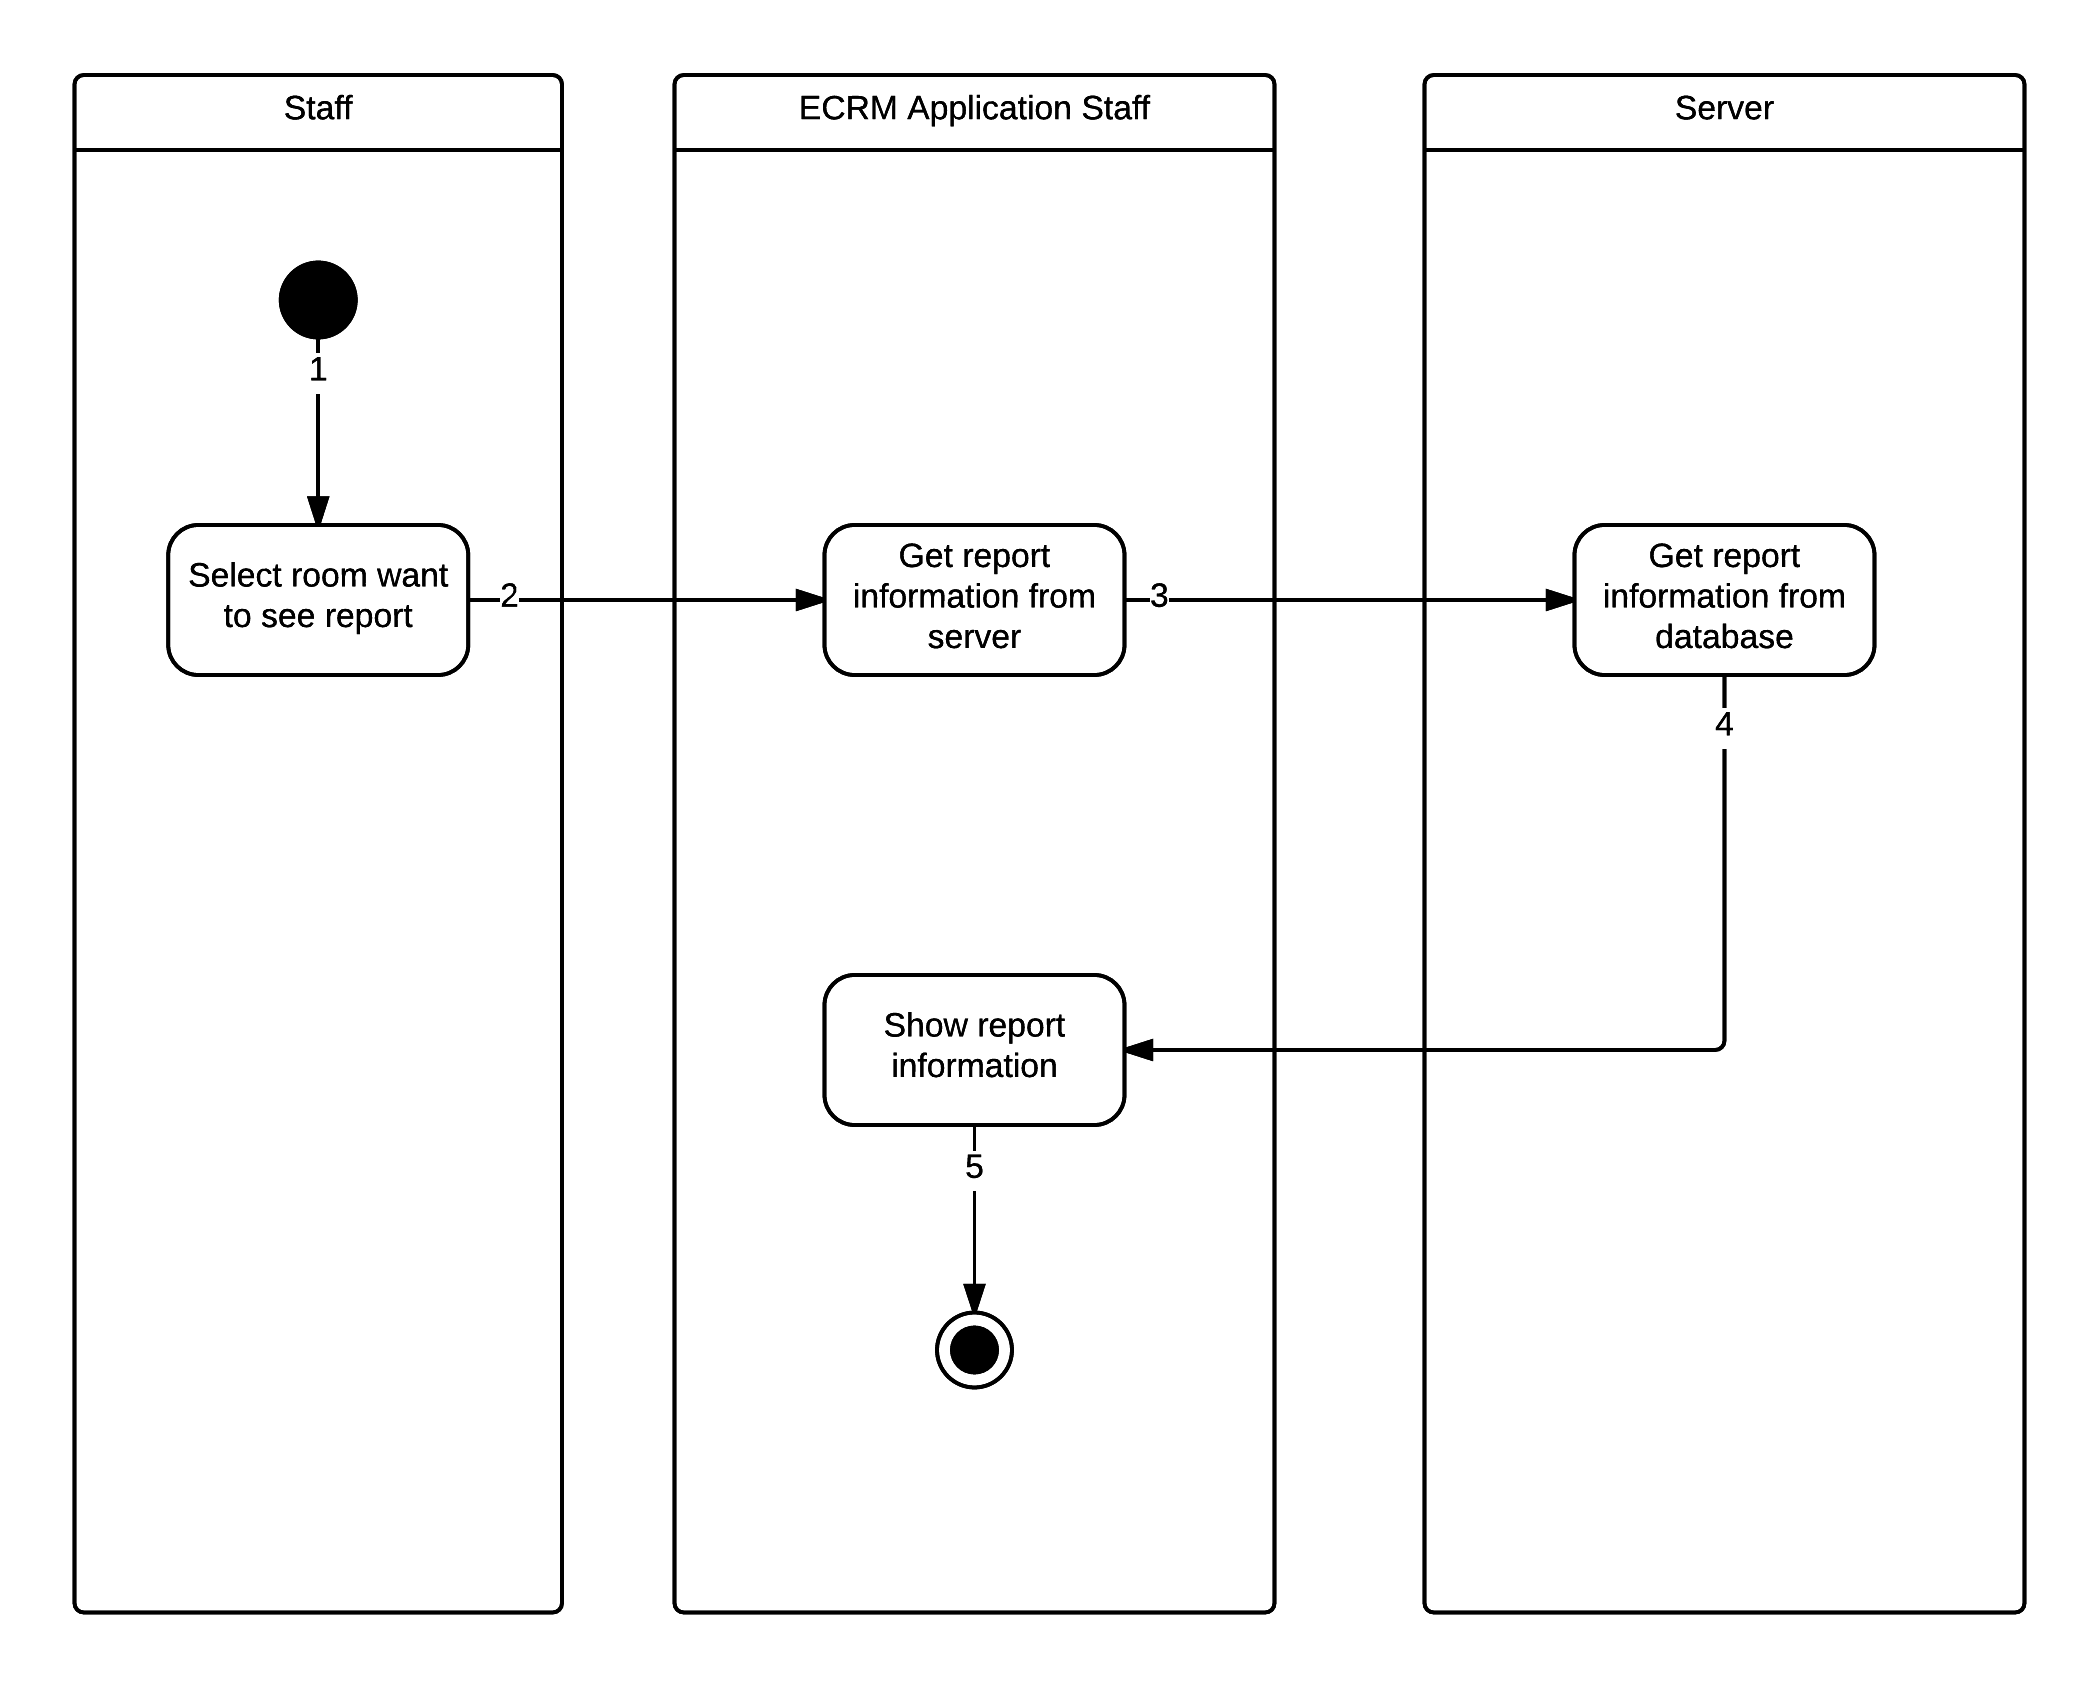 Staff
ECRM Application Staff
Server
1
Select room want
to see report
2
Get report
information from
server
3
Get report
information from
database
4
Show report
information
5